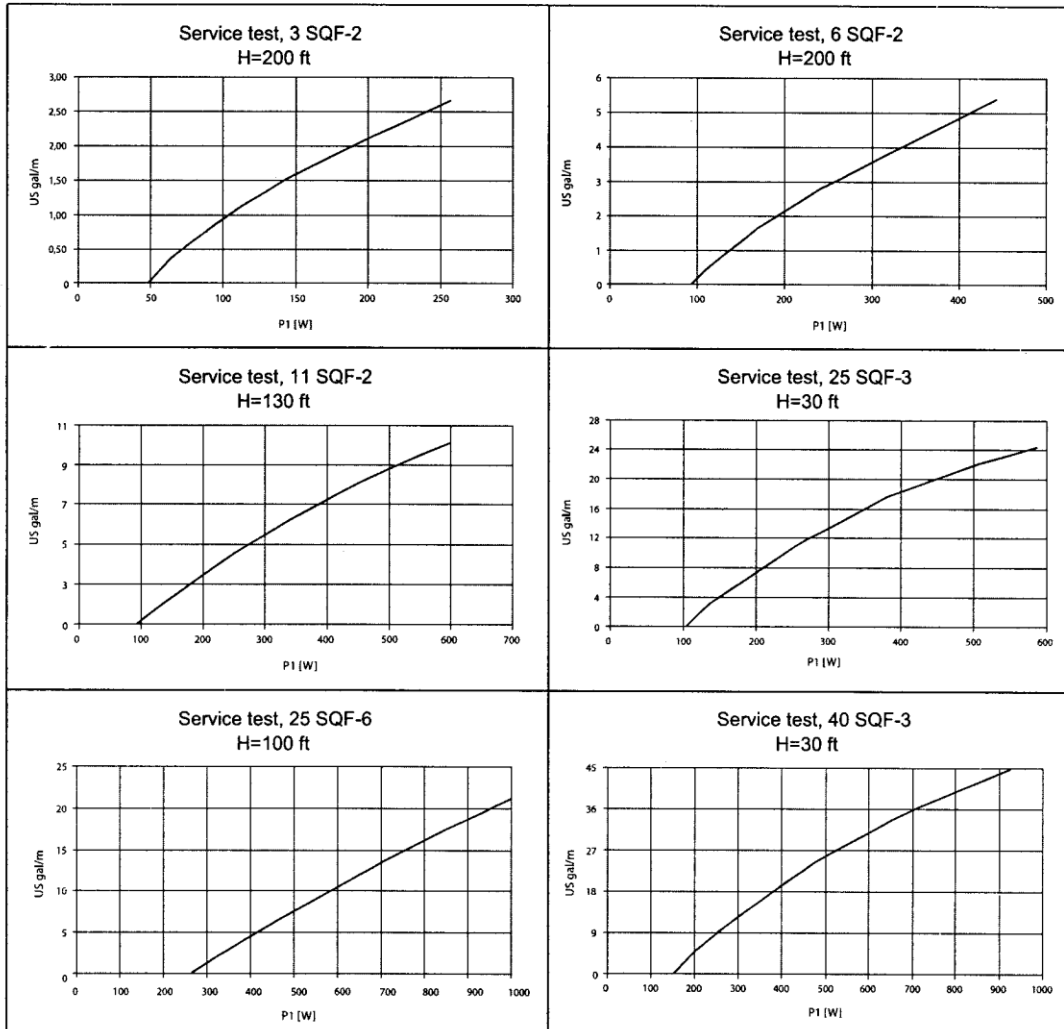 Service test, 3 SQF-2
H=200 ft
US gal/m
3,00
2,50
2,00
1,50
1,00
0,50
0
0 50 100 150 200 250 300
P1 [W]
Service test, 6 SQF-2
H=200 ft
US gal/m
6
5
4
3
2
1
0
0 100 200 300 400 500
P1 [W]
Service test, 11 SQF-2
H=130 ft
US gal/m
11
9
7
5
3
0
0 100 200 300 400 500 600 700
P1 [W]
Service test, 25 SQF-3
H=30 ft
US gal/m
28
24
20
16
12
8
4
0
0 100 200 300 400 500 600
P1 [W]
Service test, 25 SQF-6
H=100 ft
US gal/m
25
20
15
10
5
0
0 100 200 300 400 500 600 700 800 900 1000
P1 [W]
Service test, 40 SQF-3
H=30 ft
US gal/m
45
36
27
18
9
0
0 100 200 300 400 500 600 700 800 900 1000
P1 [W]